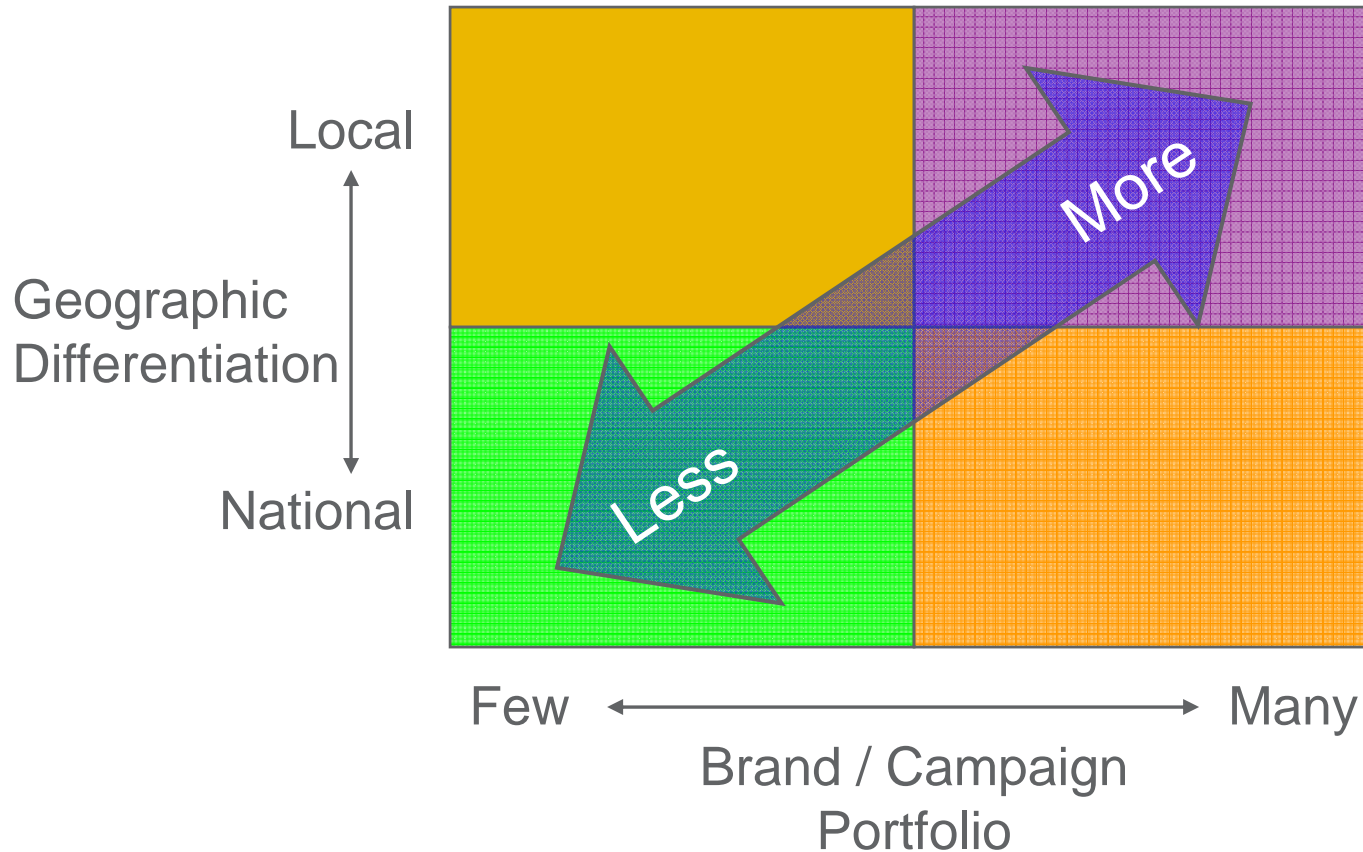 Local
More
Geographic
Differentiation
Less
National
Few
Many
Brand / Campaign
Portfolio